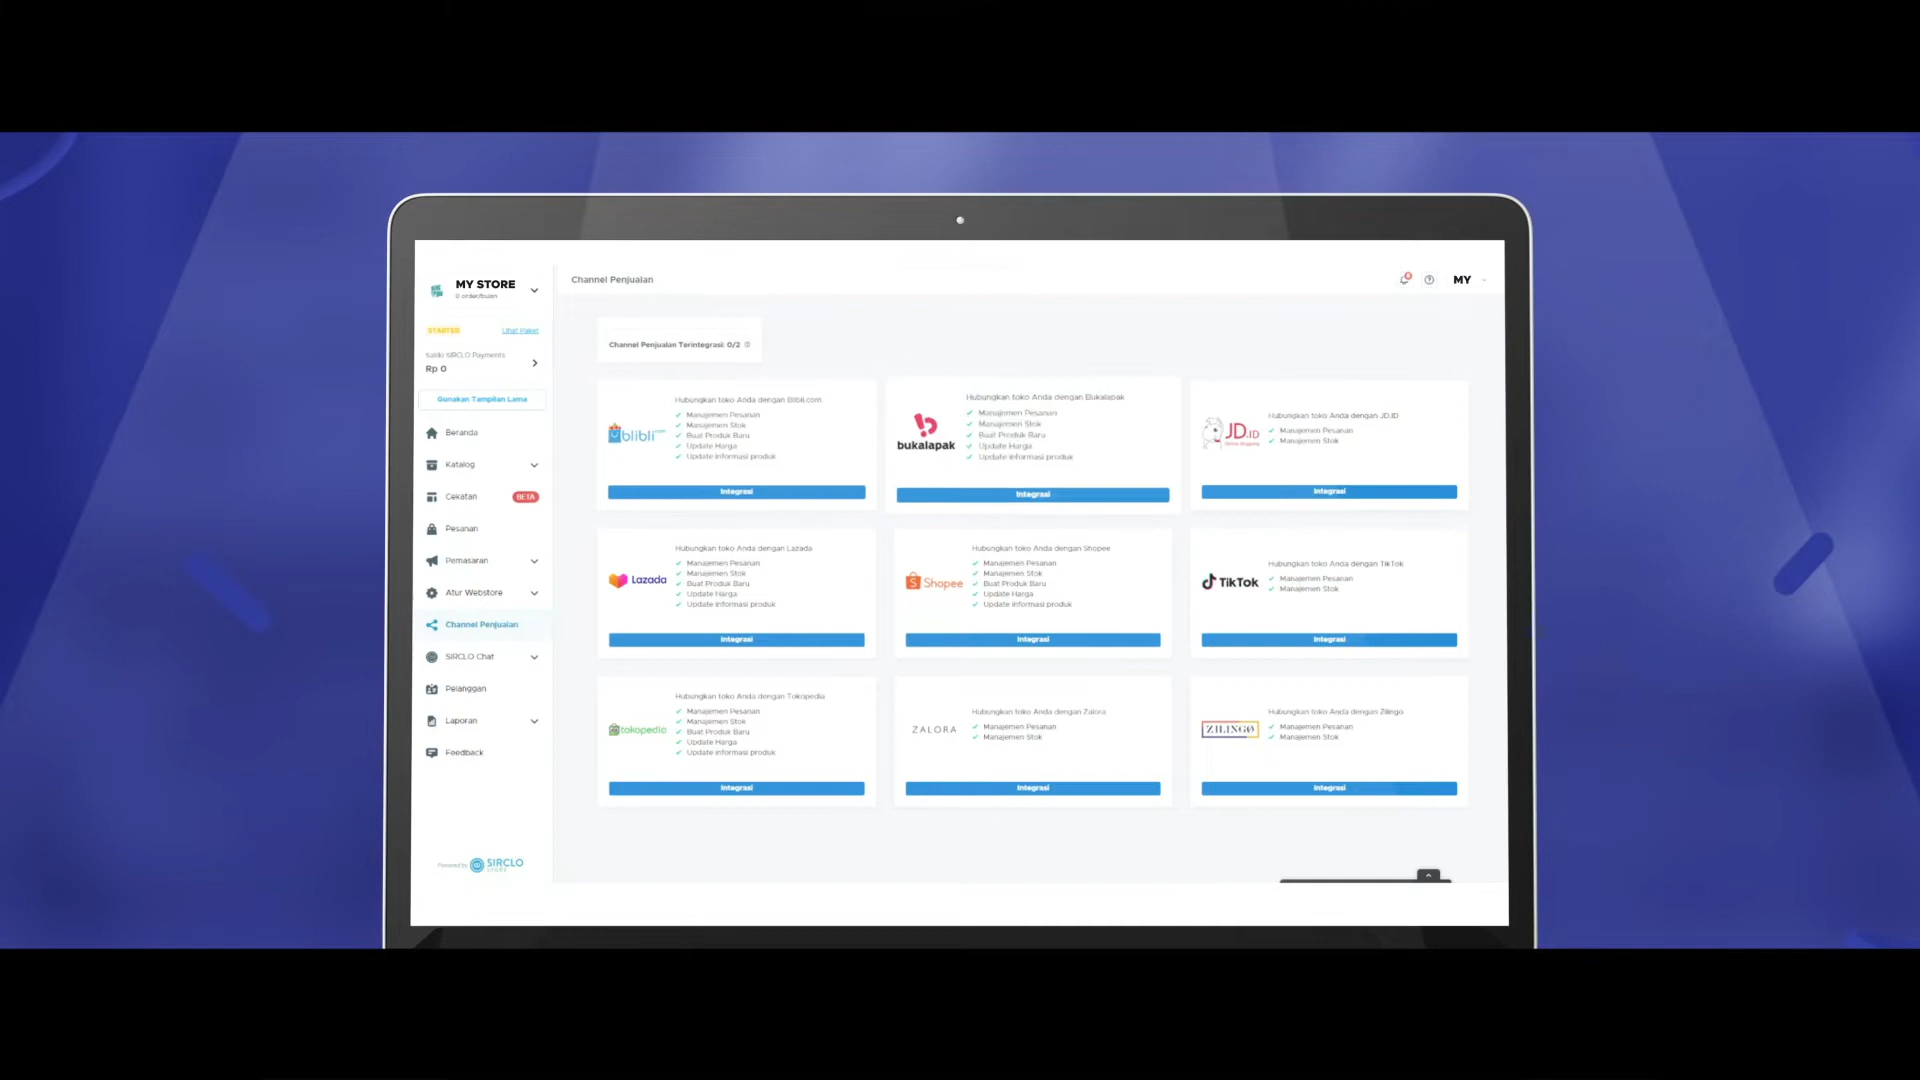 MY STORE
0 order/bulan
STARTER
Lihat Paket
Saldo SIRCLO Payments
Rp 0
Gunakan Tampilan Lama
Beranda
Katalog
Cekatan
BETA
Pesanan
Pemasaran
Atur Webstore
Channel Penjualan
SIRCLO Chat
Pelanggan
Laporan
Feedback
Powered by SIRCLO
STORE
Channel Penjualan
MY
Channel Penjualan Terintegrasi: 0/2
blibli.com
Hubungkan toko Anda dengan Blibli.com
Manajemen Pesanan
Manajemen Stok
Buat Produk Baru
Update Harga
Update informasi produk
Integrasi
bukalapak
Hubungkan toko Anda dengan Bukalapak
Manajemen Pesanan
Manajemen Stok
Buat Produk Baru
Update Harga
Update informasi produk
Integrasi
JD.ID
Online Shopping
Hubungkan toko Anda dengan JD.ID
Manajemen Pesanan
Manajemen Stok
Integrasi
Lazada
Hubungkan toko Anda dengan Lazada
Manajemen Pesanan
Manajemen Stok
Buat Produk Baru
Update Harga
Update informasi produk
Integrasi
Shopee
Hubungkan toko Anda dengan Shopee
Manajemen Pesanan
Manajemen Stok
Buat Produk Baru
Update Harga
Update informasi produk
Integrasi
TikTok
Hubungkan toko Anda dengan TikTok
Manajemen Pesanan
Manajemen Stok
Integrasi
tokopedia
Hubungkan toko Anda dengan Tokopedia
Manajemen Pesanan
Manajemen Stok
Buat Produk Baru
Update Harga
Update informasi produk
Integrasi
ZALORA
Hubungkan toko Anda dengan Zalora
Manajemen Pesanan
Manajemen Stok
Integrasi
ZILINGO
Hubungkan toko Anda dengan Zilingo
Manajemen Pesanan
Manajemen Stok
Integrasi